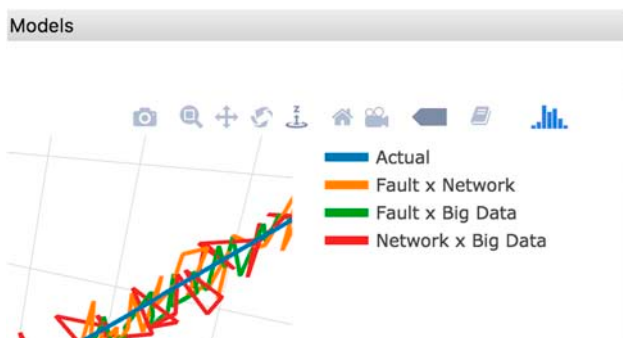 Models
z
Actual
Fault x Network
Fault x Big Data
Network x Big Data